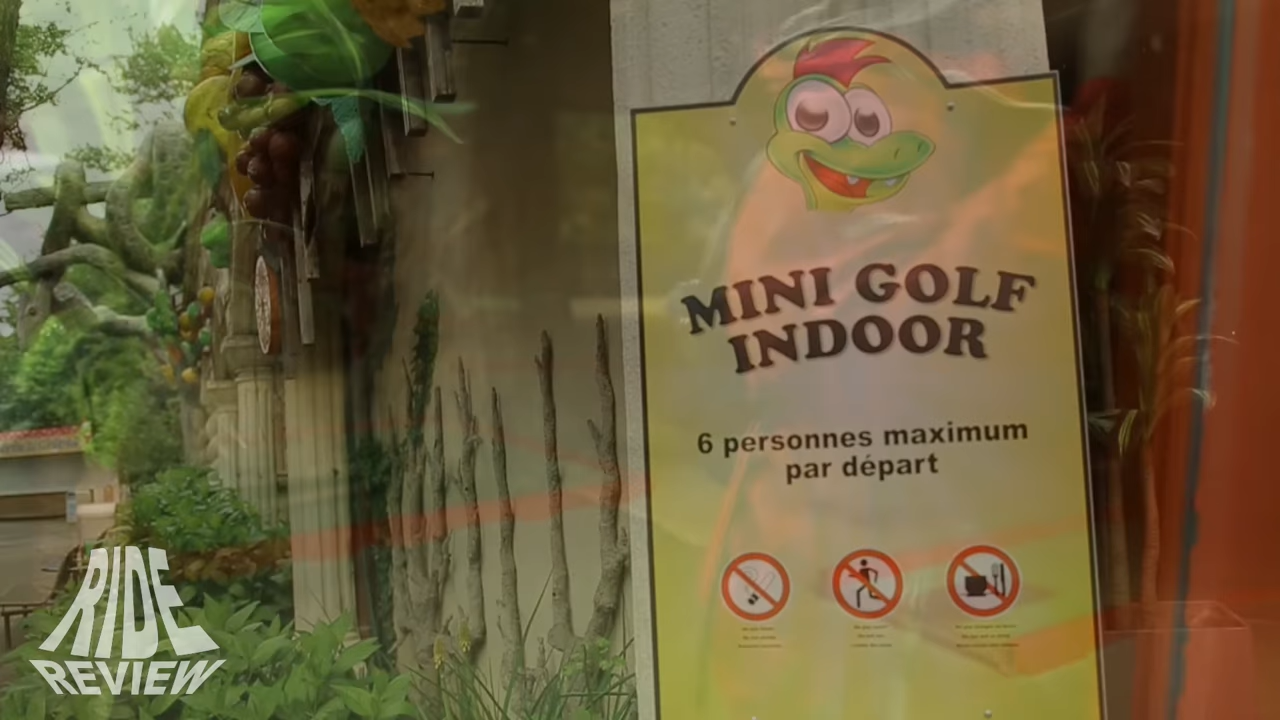 MINI GOLF
INDOOR
6 personnes maximum
par départ
RIDE
REVIEW